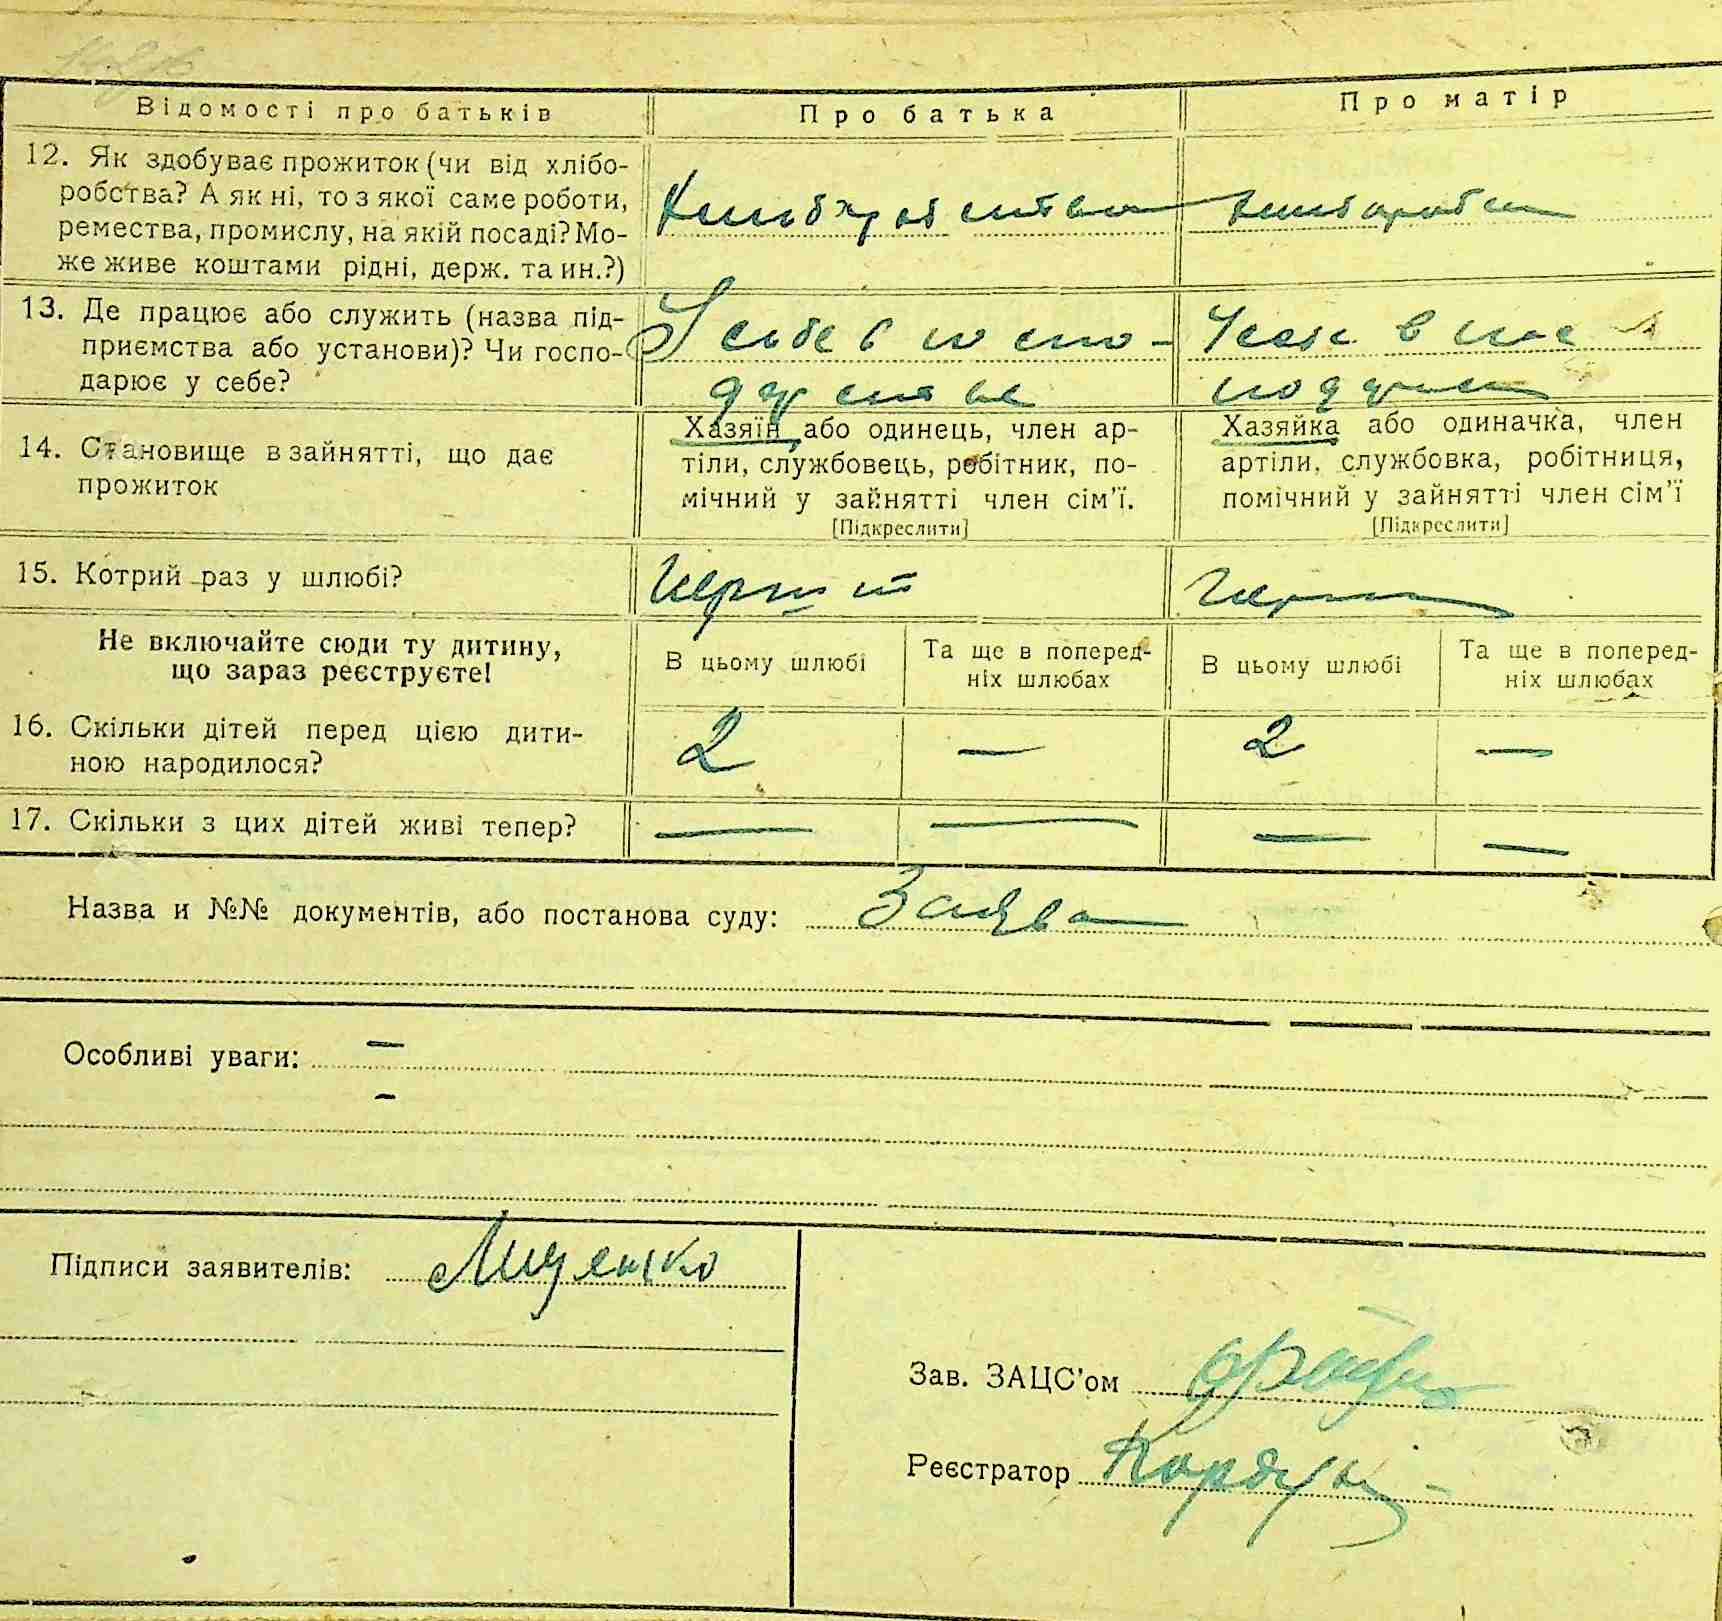 Відомості про батьків
Про батька
Про матір
12. Як здобуває прожиток (чи від хлібо-
робства? А як ні, то з якої саме роботи,
ремества, промислу, на якій посаді? Мо-
же живе коштами рідні, держ. та ин.?)
13. Де працює або служить (назва під-
приємства або установи)? Чи госпо-
дарює у себе?
У себе в госпо-
дарстве
14. Становище в зайнятті, що дає
прожиток
Хазяїн або одинець, член ар-
тіли, службовець, робітник, по-
мічний у зайнятті член сім'ї.
[Підкреслити]
Хазяйка або одиначка, член
артіли, службовка, робітниця,
помічний у зайнятті член сім'ї
[Підкреслити]
15. Котрий раз у шлюбі?
Не включайте сюди ту дитину,
що зараз реєструєте!
В цьому шлюбі
Та ще в поперед-
ніх шлюбах
В цьому шлюбі
Та ще в поперед-
ніх шлюбах
16. Скільки дітей перед цією дити-
ною народилося?
2 — 2 —
17. Скільки з цих дітей живі тепер?
— — — —
Назва и №№ документів, або постанова суду: Заява
Особливі уваги: —
—
Підписи заявителів:
Зав. ЗАЦС'ом
Реєстратор